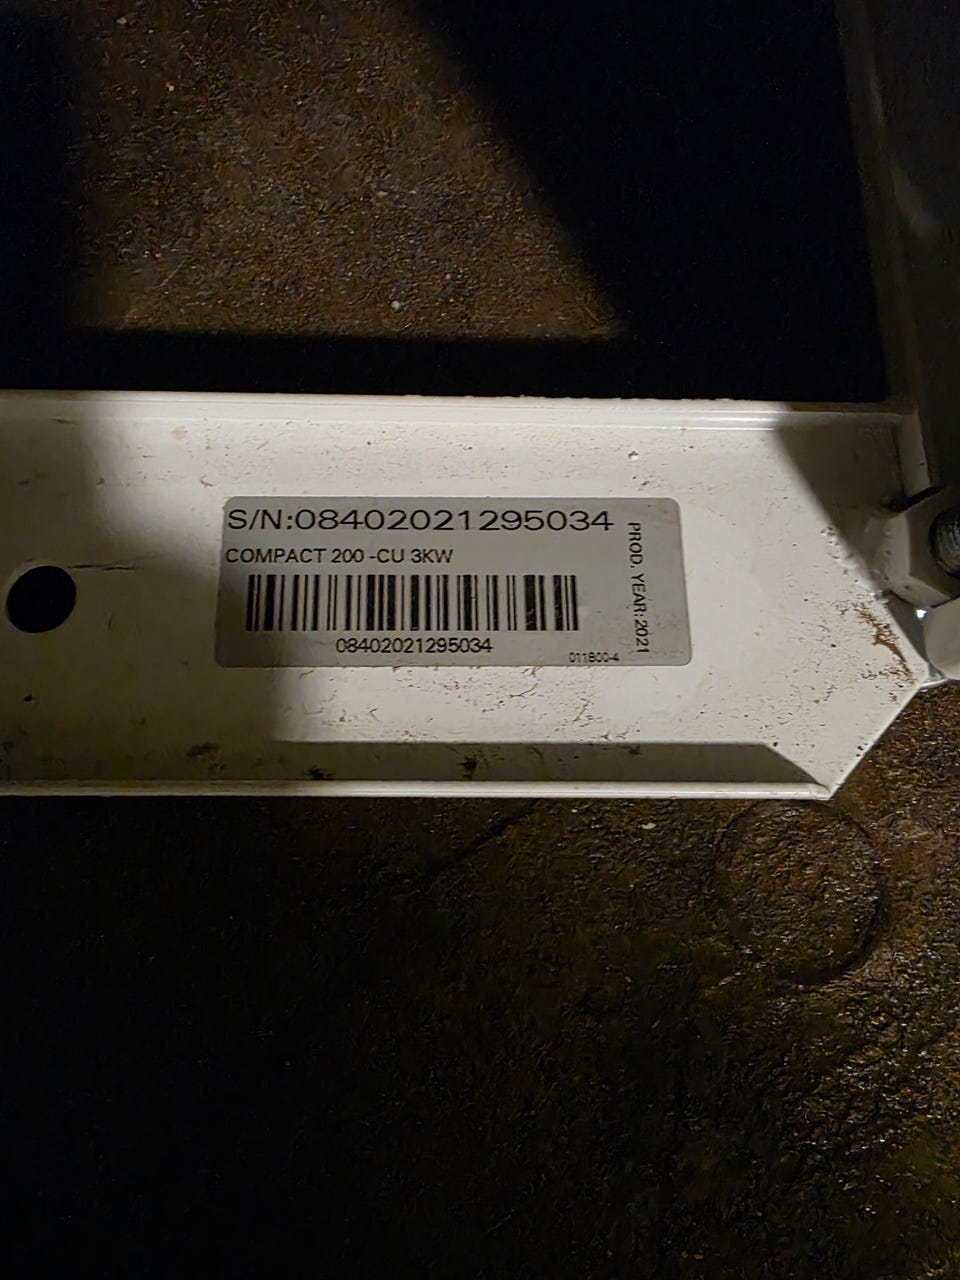 S/N:08402021295034
COMPACT 200 -CU 3KW
08402021295034
011800-4
PROD. YEAR: 2021